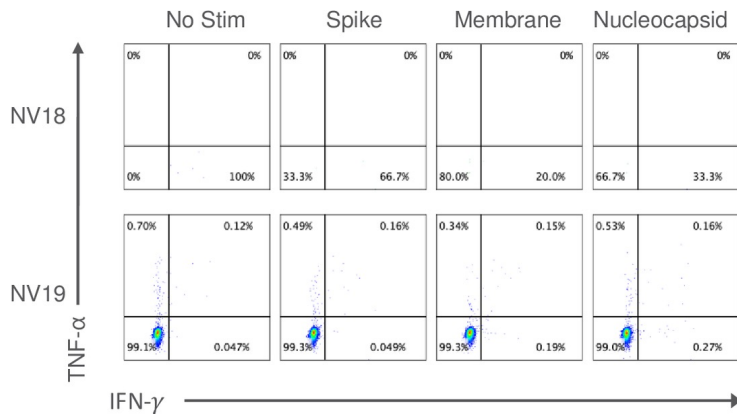 No Stim Spike Membrane Nucleocapsid
NV18
0% 0% 0% 0% 0% 0% 0% 0%
0% 100% 33.3% 66.7% 80.0% 20.0% 66.7% 33.3%
NV19
0.70% 0.12% 0.49% 0.16% 0.34% 0.15% 0.53% 0.16%
99.1% 0.047% 99.3% 0.049% 99.3% 0.19% 99.0% 0.27%
TNF-α
IFN-γ